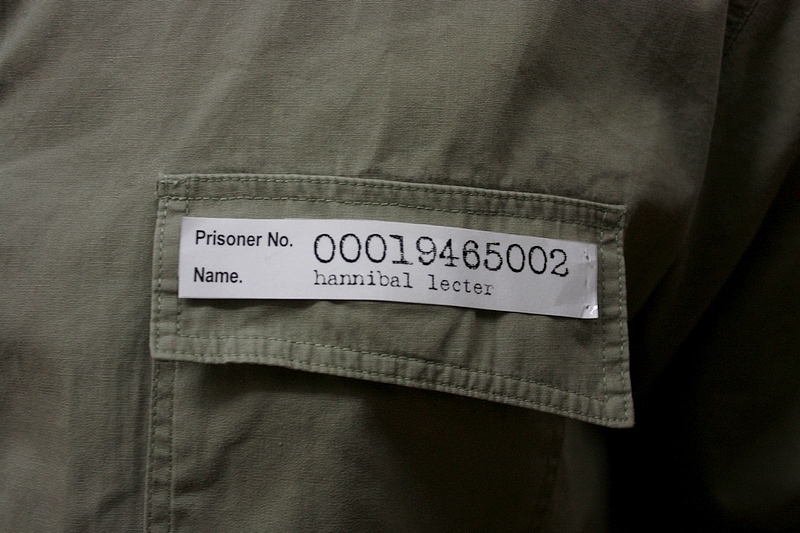 Prisoner No. 00019465002
Name. hannibal lecter